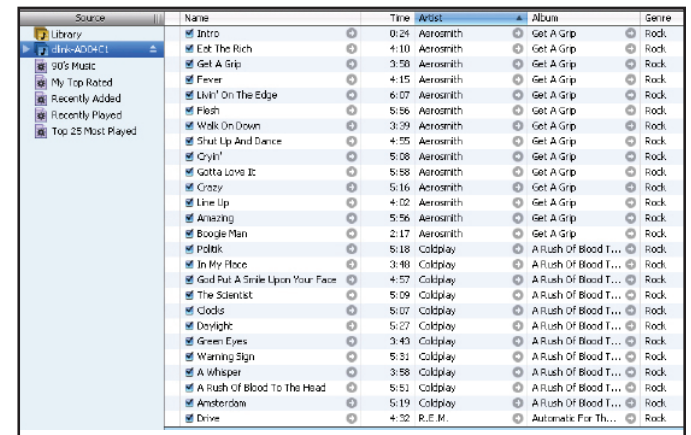 Source Name Time Artist Album Genre
Library Intro 0:24 Aerosmith Get A Grip Rock
dlink-ADD4C1 Eat The Rich 4:10 Aerosmith Get A Grip Rock
90's Music Get A Grip 3:58 Aerosmith Get A Grip Rock
My Top Rated Fever 4:15 Aerosmith Get A Grip Rock
Recently Added Livin' On The Edge 6:07 Aerosmith Get A Grip Rock
Recently Played Flesh 5:56 Aerosmith Get A Grip Rock
Top 25 Most Played Walk On Down 3:39 Aerosmith Get A Grip Rock
Shut Up And Dance 4:55 Aerosmith Get A Grip Rock
Cryin' 5:08 Aerosmith Get A Grip Rock
Gotta Love It 5:58 Aerosmith Get A Grip Rock
Crazy 5:16 Aerosmith Get A Grip Rock
Line Up 4:02 Aerosmith Get A Grip Rock
Amazing 5:56 Aerosmith Get A Grip Rock
Boogie Man 2:17 Aerosmith Get A Grip Rock
Politik 5:18 Coldplay A Rush Of Blood T... Rock
In My Place 3:48 Coldplay A Rush Of Blood T... Rock
God Put A Smile Upon Your Face 4:57 Coldplay A Rush Of Blood T... Rock
The Scientist 5:09 Coldplay A Rush Of Blood T... Rock
Clocks 5:07 Coldplay A Rush Of Blood T... Rock
Daylight 5:27 Coldplay A Rush Of Blood T... Rock
Green Eyes 3:43 Coldplay A Rush Of Blood T... Rock
Warning Sign 5:31 Coldplay A Rush Of Blood T... Rock
A Whisper 3:58 Coldplay A Rush Of Blood T... Rock
A Rush Of Blood To The Head 5:51 Coldplay A Rush Of Blood T... Rock
Amsterdam 5:19 Coldplay A Rush Of Blood T... Rock
Drive 4:32 R.E.M. Automatic For Th... Rock